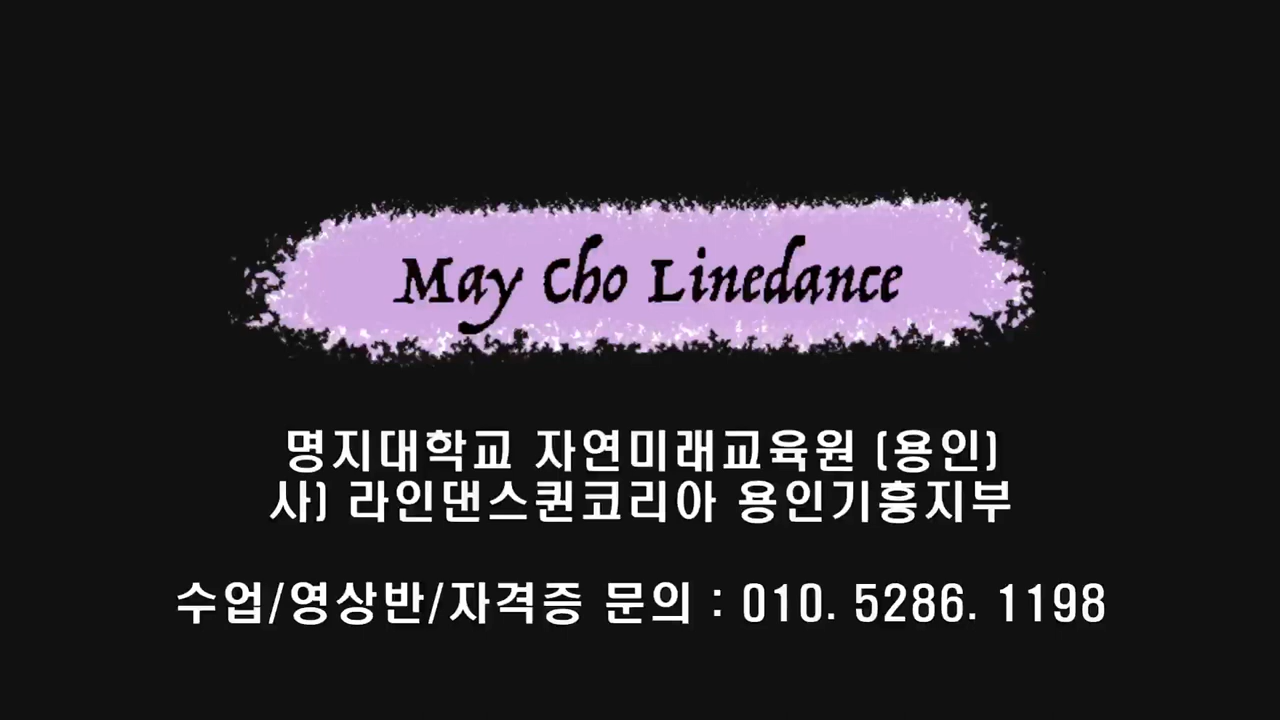 May Cho Linedance
명지대학교 자연미래교육원 (용인)
사) 라인댄스퀸코리아 용인기흥지부
수업/영상반/자격증 문의 : 010. 5286. 1198